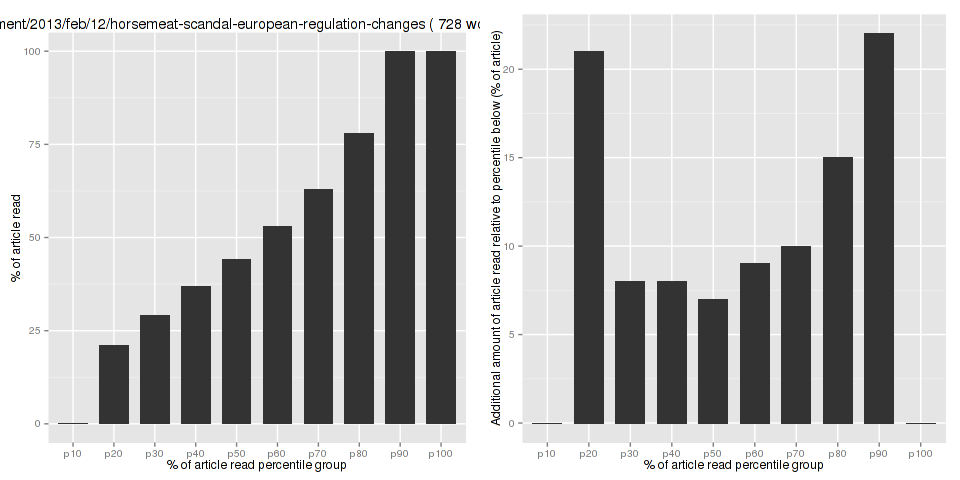 ment/2013/feb/12/horsemeat-scandal-european-regulation-changes ( 728 wo
% of article read
100
75
50
25
0
p10 p20 p30 p40 p50 p60 p70 p80 p90 p100
% of article read percentile group
Additional amount of article read relative to percentile below (% of article)
20
15
10
5
0
p10 p20 p30 p40 p50 p60 p70 p80 p90 p100
% of article read percentile group